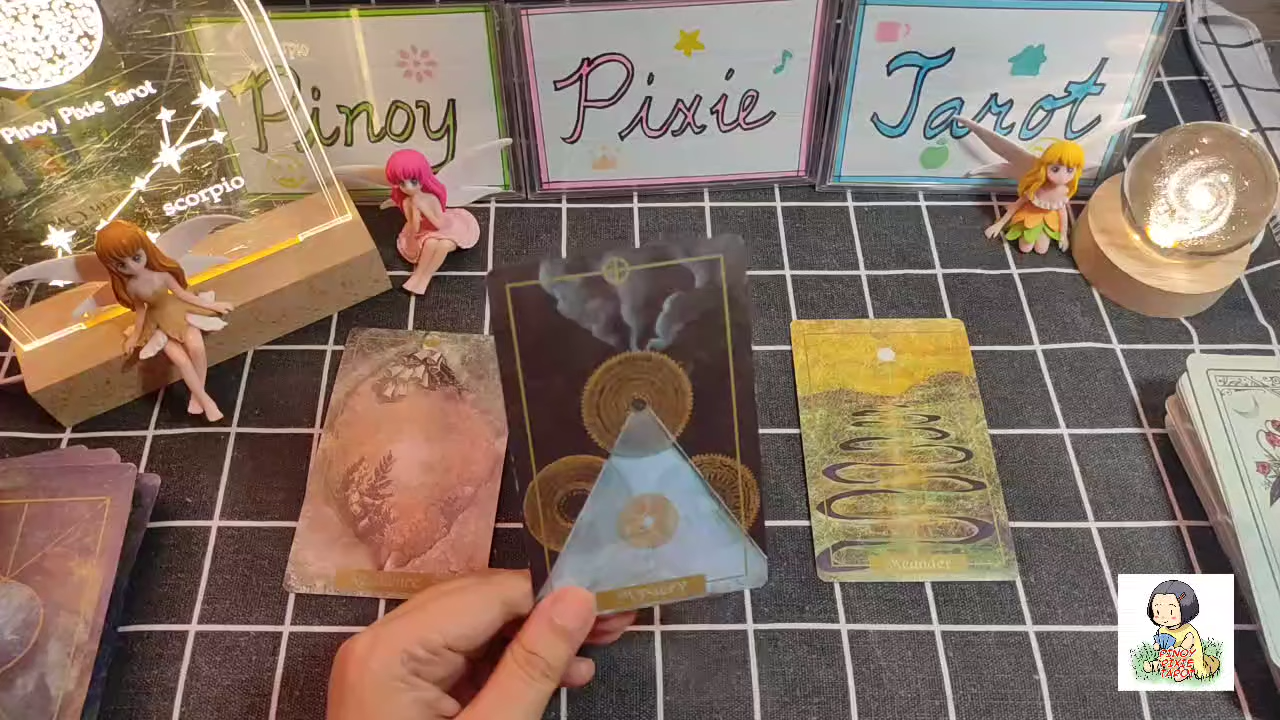 Pinoy
Pixie
Tarot
Pinoy Pixie Tarot
scorpio
Mystery
Meander
PINOY
PIXIE
TAROT